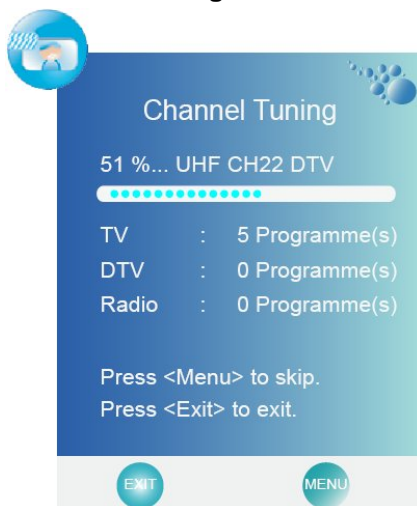 Channel Tuning
51 %... UHF CH22 DTV
TV : 5 Programme(s)
DTV : 0 Programme(s)
Radio : 0 Programme(s)
Press <Menu> to skip.
Press <Exit> to exit.
EXIT MENU